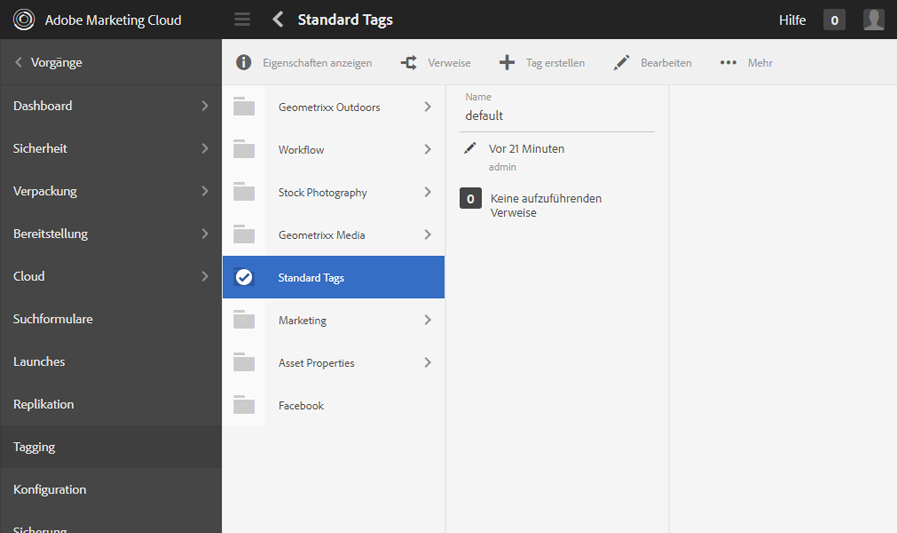 Adobe Marketing Cloud
Standard Tags
Hilfe
0
Vorgänge
Eigenschaften anzeigen
Verweise
Tag erstellen
Bearbeiten
Mehr
Dashboard
Sicherheit
Verpackung
Bereitstellung
Cloud
Suchformulare
Launches
Replikation
Tagging
Konfiguration
Sicherung
Geometrixx Outdoors
Workflow
Stock Photography
Geometrixx Media
Standard Tags
Marketing
Asset Properties
Facebook
Name
default
Vor 21 Minuten
admin
0
Keine aufzuführenden
Verweise